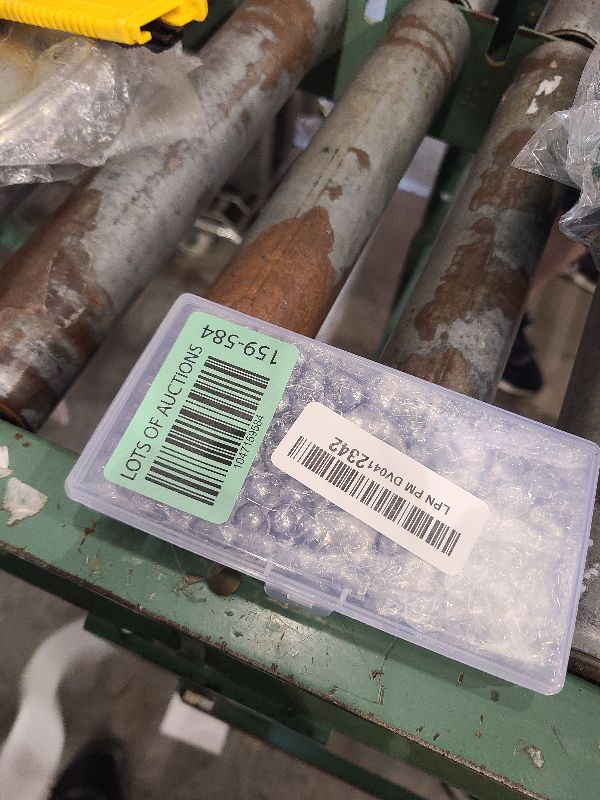 LOTS OF AUCTIONS
1047159584
159-584
LPN PM DV0412342